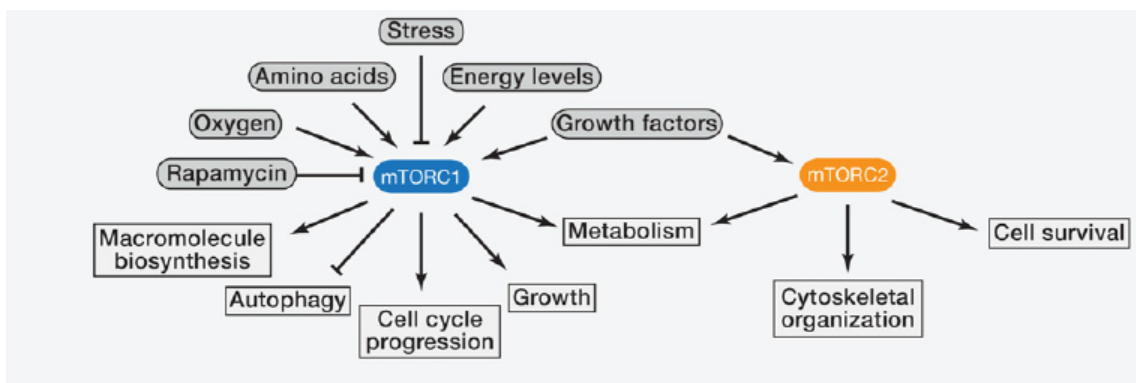 Stress
Amino acids
Energy levels
Oxygen
Growth factors
Rapamycin
mTORC1
mTORC2
Macromolecule
biosynthesis
Metabolism
Cell survival
Autophagy
Growth
Cell cycle
progression
Cytoskeletal
organization